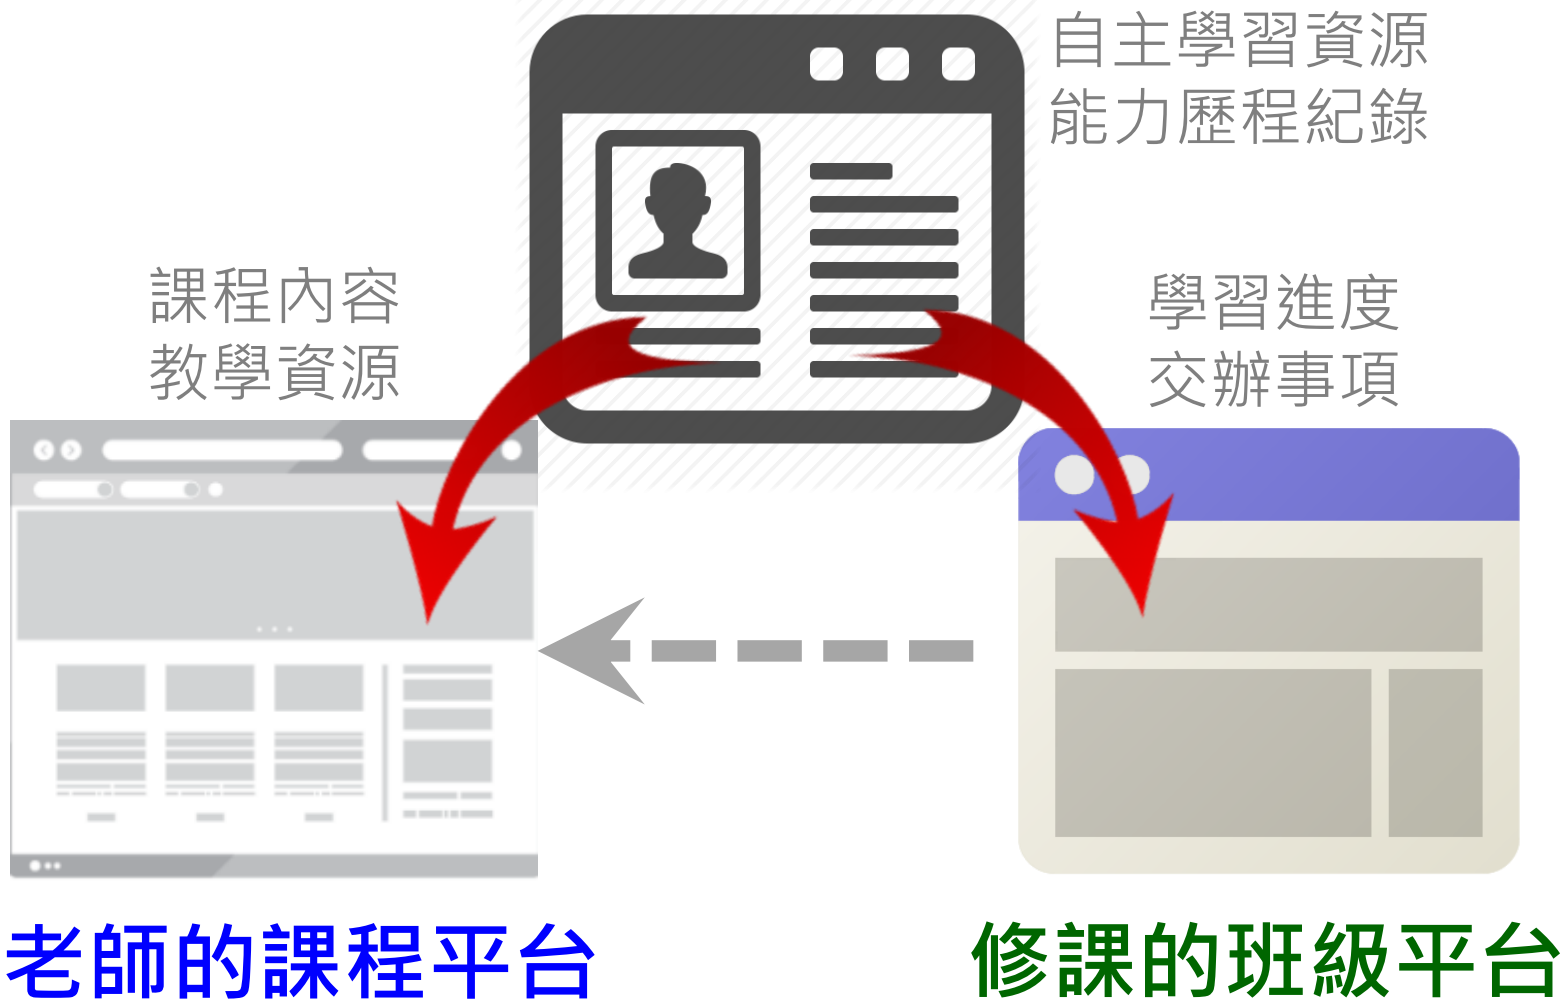 自主學習資源
能力歷程紀錄
課程內容
教學資源
學習進度
交辦事項
老師的課程平台
修課的班級平台